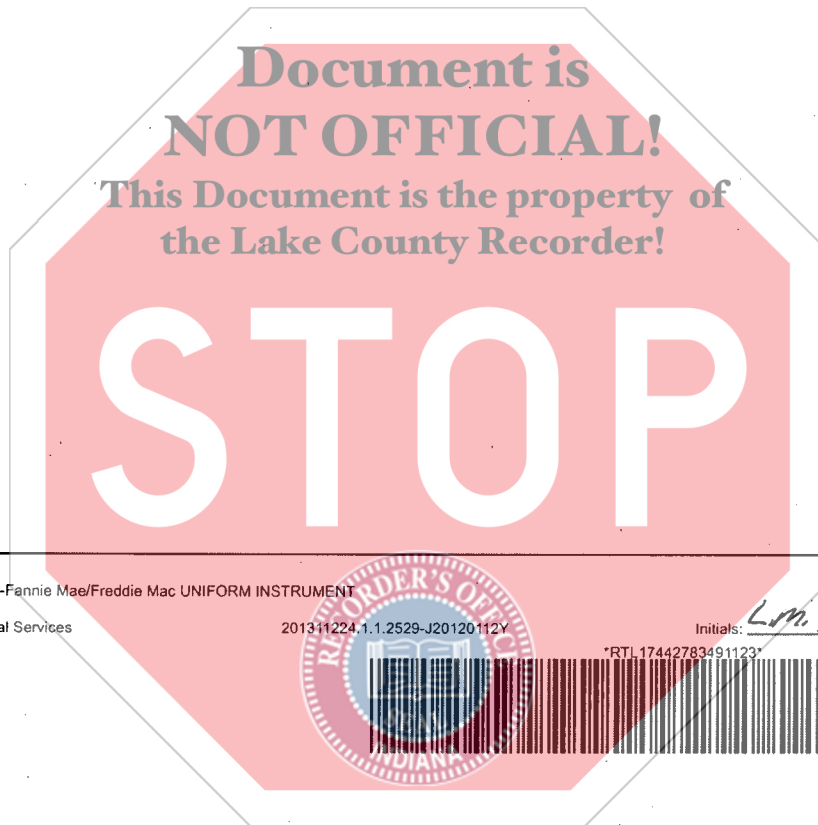 Document is
NOT OFFICIAL!
This Document is the property of
the Lake County Recorder!
STOP
-Fannie Mae/Freddie Mac UNIFORM INSTRUMENT
al Services 201311224.1.1.2529-J20120112Y Initials: L.M.
*RTL17442783491123*
RECORDER'S OFFICE
SEAL
INDIANA